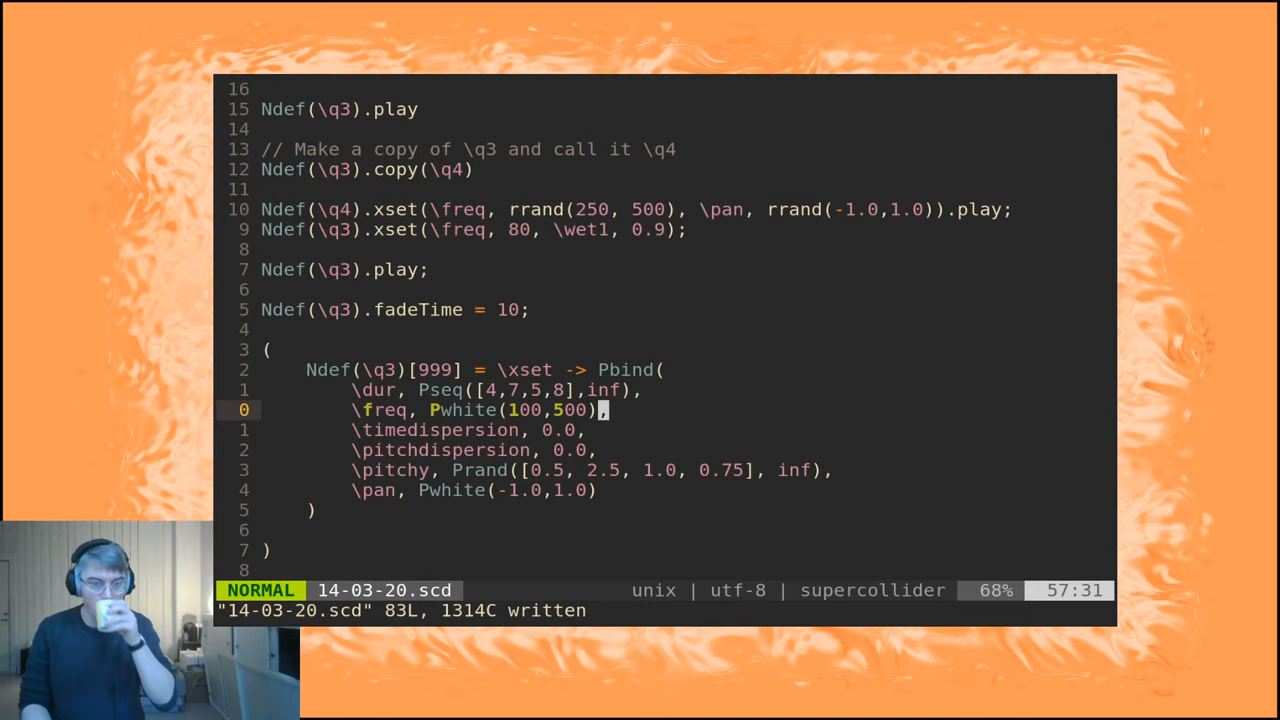 16
15 Ndef(\q3).play
14
13 // Make a copy of \q3 and call it \q4
12 Ndef(\q3).copy(\q4)
11
10 Ndef(\q4).xset(\freq, rrand(250, 500), \pan, rrand(-1.0,1.0)).play;
9 Ndef(\q3).xset(\freq, 80, \wet1, 0.9);
8
7 Ndef(\q3).play;
6
5 Ndef(\q3).fadeTime = 10;
4
3 (
2 Ndef(\q3)[999] = \xset -> Pbind(
1 \dur, Pseq([4,7,5,8],inf),
0 \freq, Pwhite(100,500),
1 \timedispersion, 0.0,
2 \pitchdispersion, 0.0,
3 \pitchy, Prand([0.5, 2.5, 1.0, 0.75], inf),
4 \pan, Pwhite(-1.0,1.0)
5 )
6
7 )
8
NORMAL 14-03-20.scd unix | utf-8 | supercollider 68% 57:31
"14-03-20.scd" 83L, 1314C written